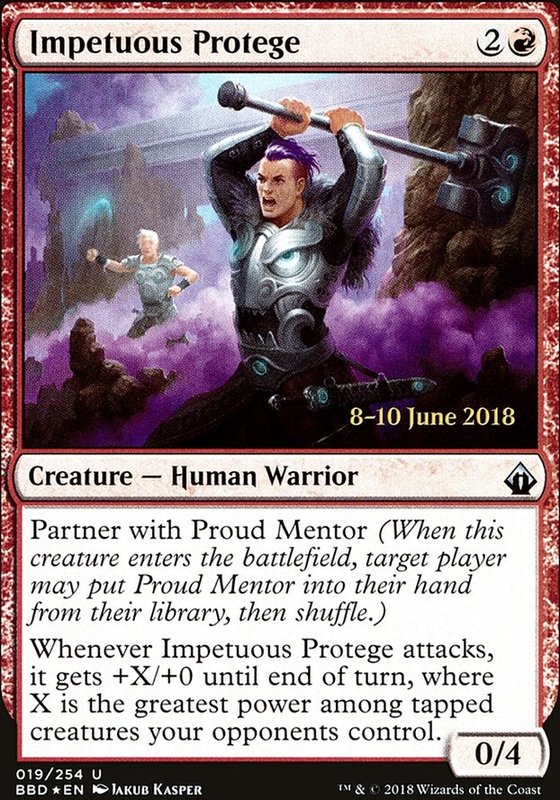 Impetuous Protege 2
8–10 June 2018
Creature — Human Warrior
Partner with Proud Mentor (When this
creature enters the battlefield, target player
may put Proud Mentor into their hand
from their library, then shuffle.)
Whenever Impetuous Protege attacks,
it gets +X/+0 until end of turn, where
X is the greatest power among tapped
creatures your opponents control.
0/4
019/254 U
BBD ★ EN Jakub Kasper
™ & © 2018 Wizards of the Coast